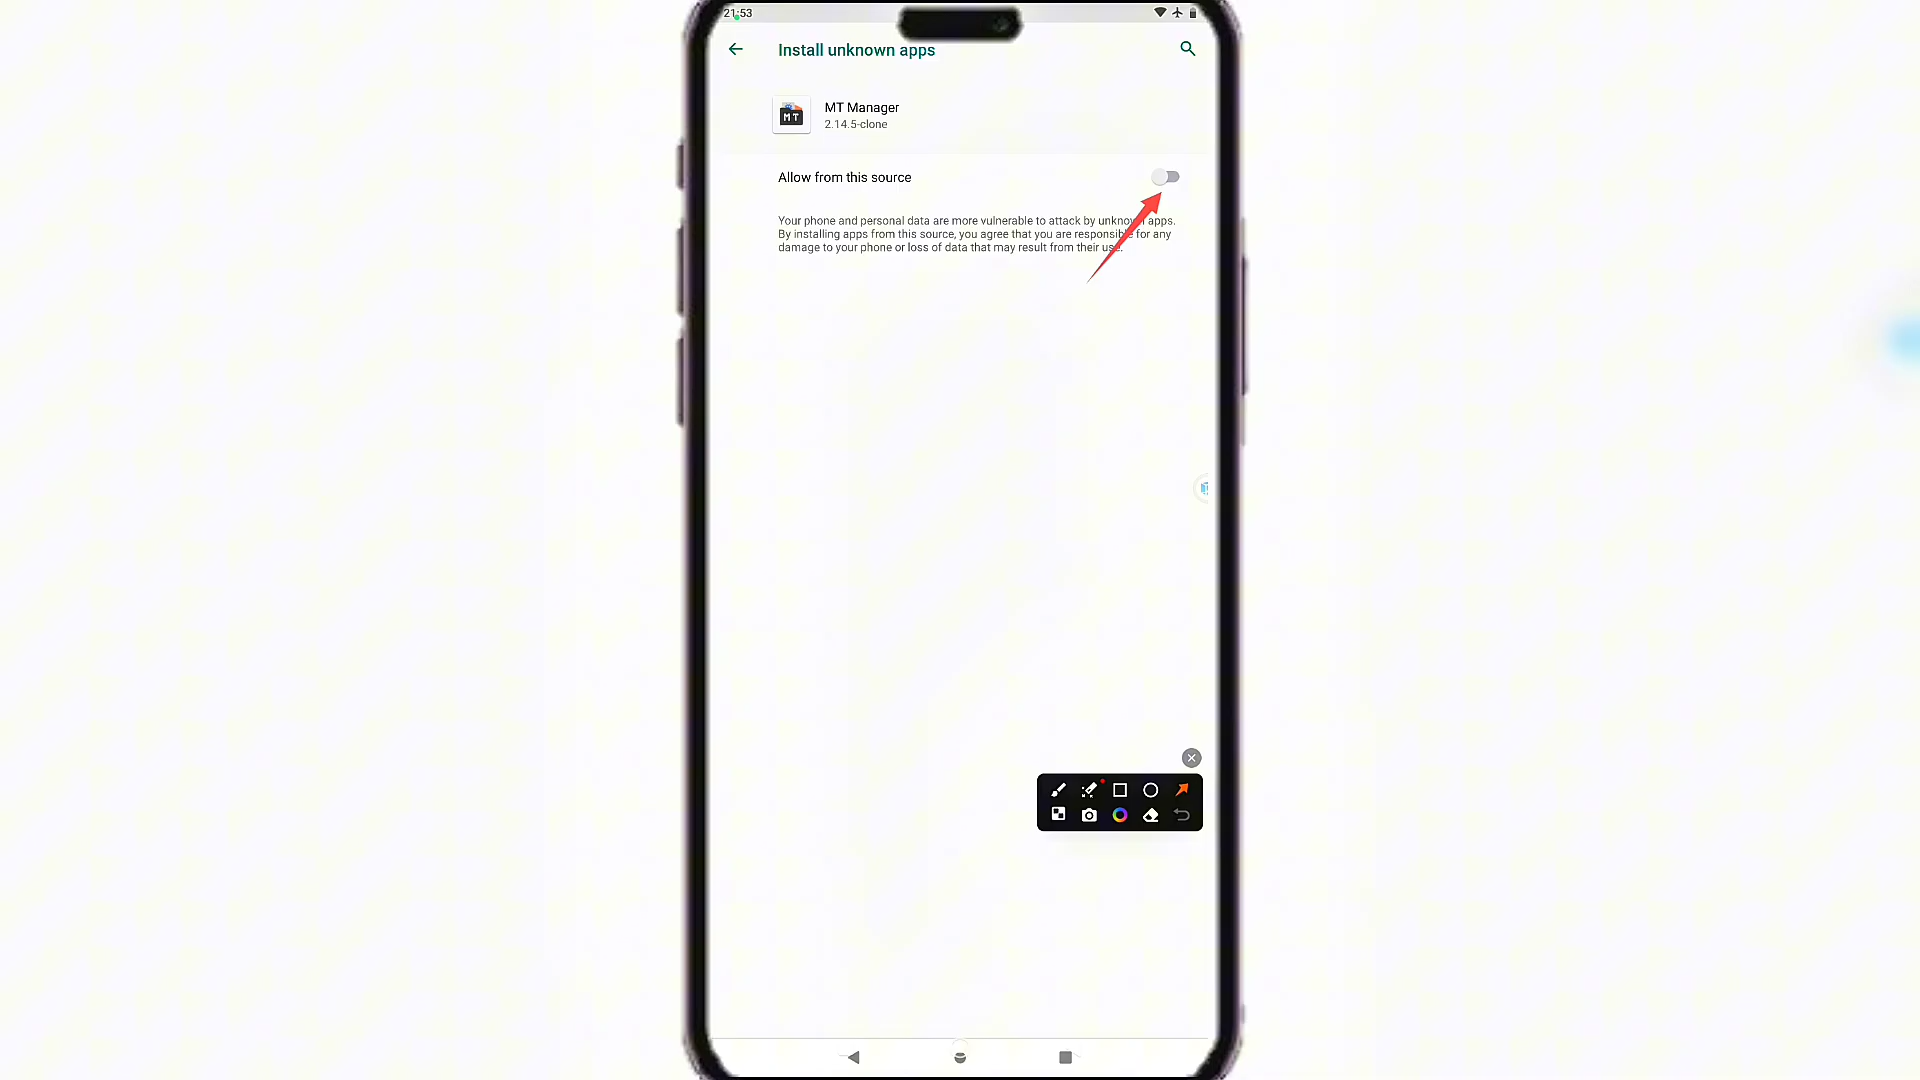 21:53
Install unknown apps
MT
MT Manager
2.14.5-clone
Allow from this source
Your phone and personal data are more vulnerable to attack by unknown apps.
By installing apps from this source, you agree that you are responsible for any
damage to your phone or loss of data that may result from their use.